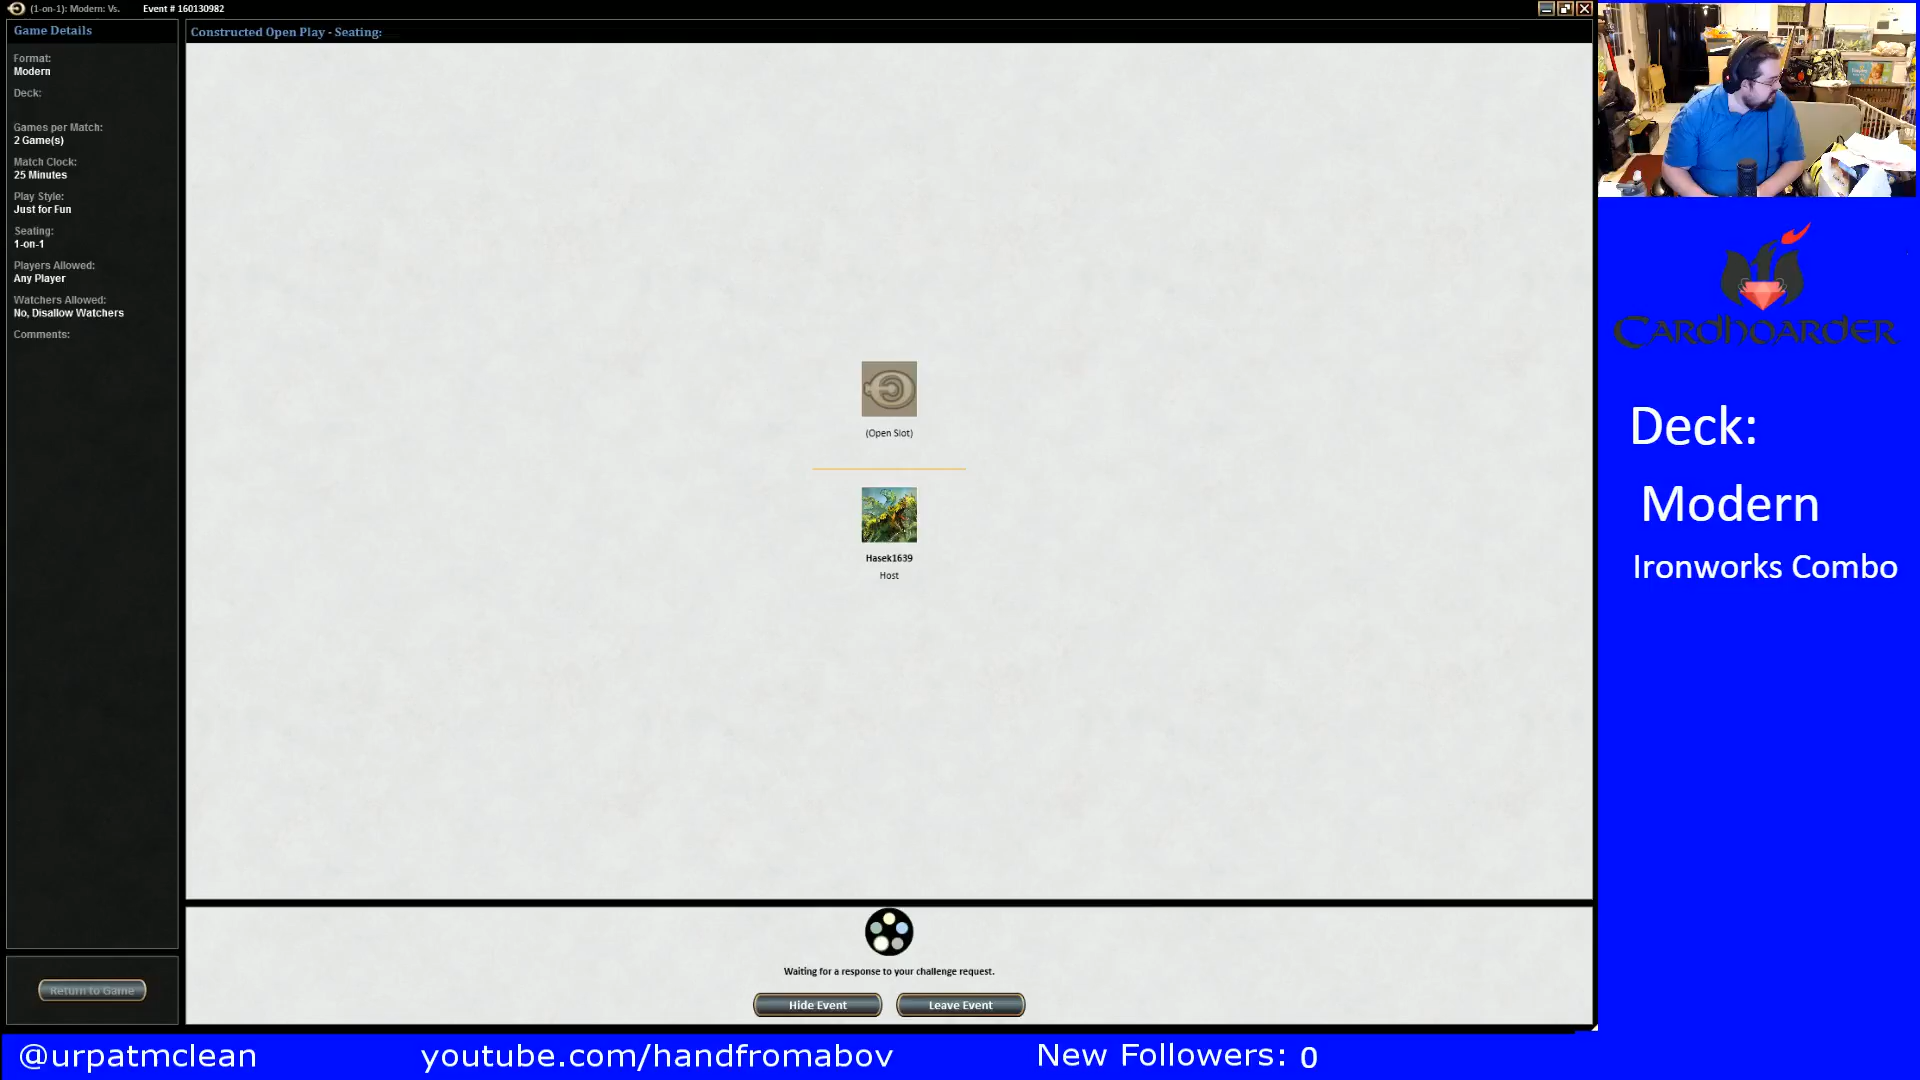 (1-on-1): Modern: Vs. Event # 160130982
Game Details
Format:
Modern
Deck:
Games per Match:
2 Game(s)
Match Clock:
25 Minutes
Play Style:
Just for Fun
Seating:
1-on-1
Players Allowed:
Any Player
Watchers Allowed:
No, Disallow Watchers
Comments:
Return to Game
Constructed Open Play - Seating:
(Open Slot)
Hasek1639
Host
Waiting for a response to your challenge request.
Hide Event Leave Event
Cardhoarder
Deck:
Modern
Ironworks Combo
@urpatmclean youtube.com/handfromabov New Followers: 0